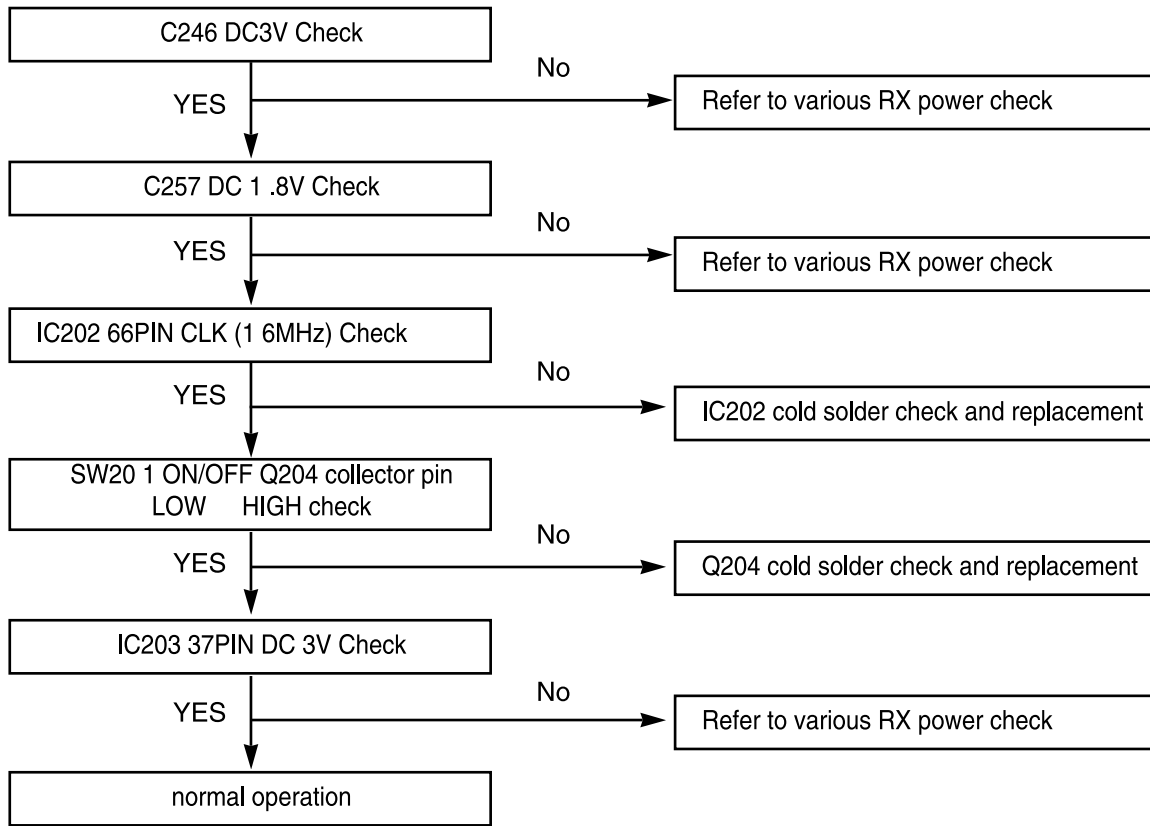 C246 DC3V Check
No
YES
Refer to various RX power check
C257 DC 1 .8V Check
No
YES
Refer to various RX power check
IC202 66PIN CLK (1 6MHz) Check
No
YES
IC202 cold solder check and replacement
SW20 1 ON/OFF Q204 collector pin
LOW HIGH check
No
YES
Q204 cold solder check and replacement
IC203 37PIN DC 3V Check
No
YES
Refer to various RX power check
normal operation